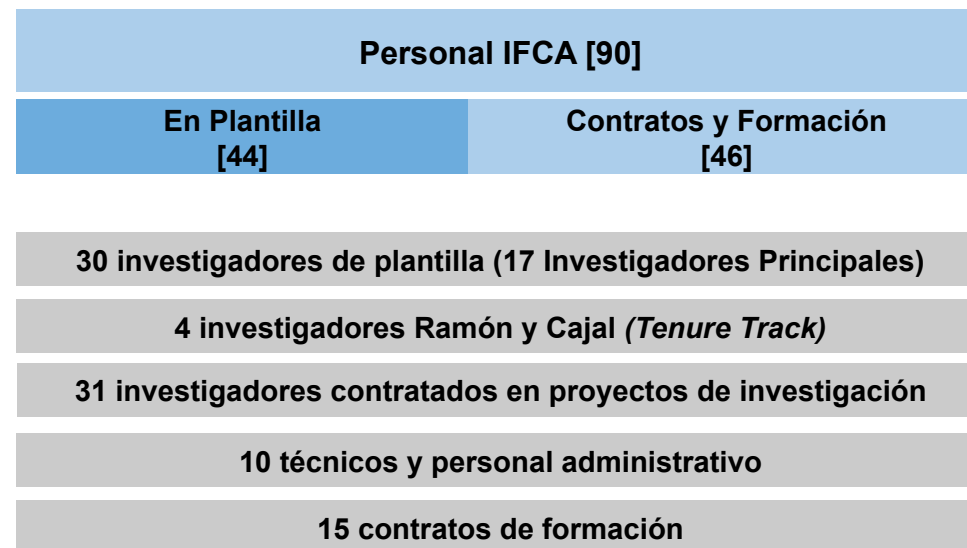 Personal IFCA [90]
En Plantilla
[44]
Contratos y Formación
[46]
30 investigadores de plantilla (17 Investigadores Principales)
4 investigadores Ramón y Cajal (Tenure Track)
31 investigadores contratados en proyectos de investigación
10 técnicos y personal administrativo
15 contratos de formación